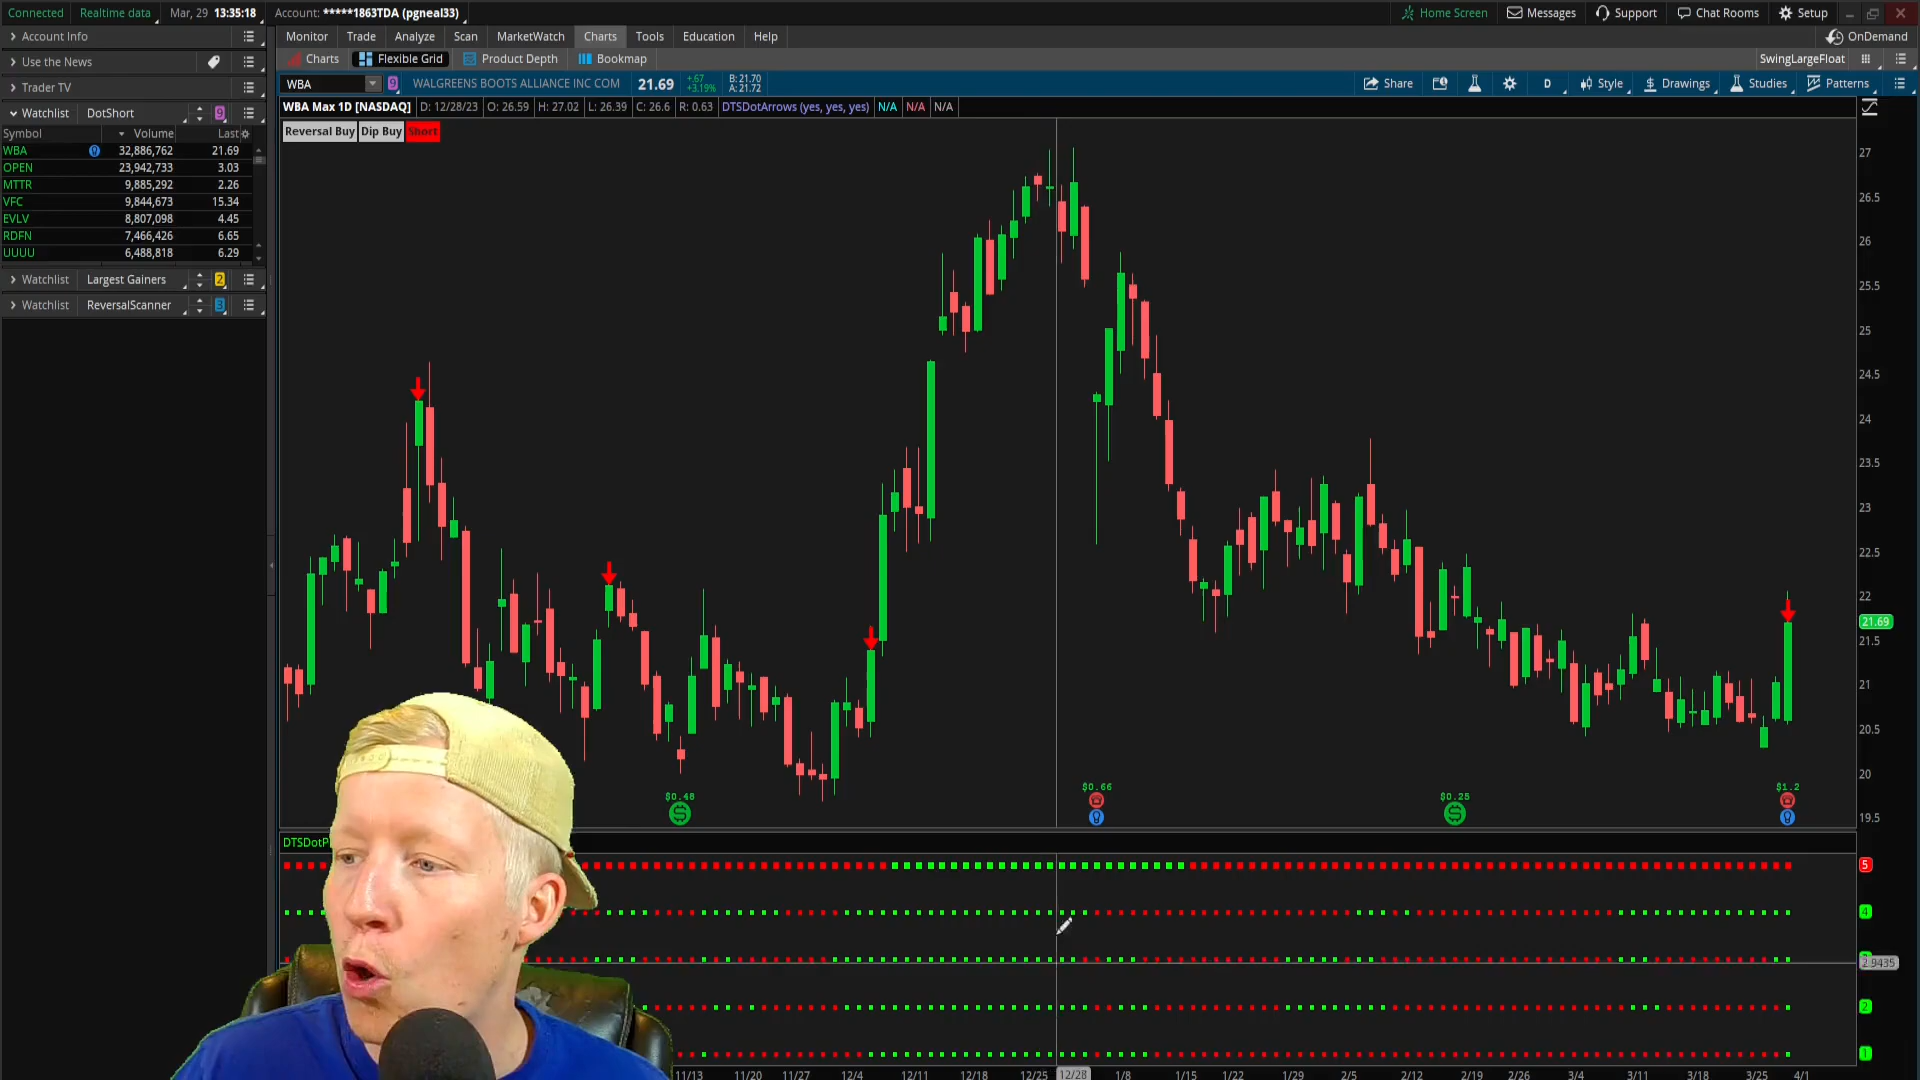 Connected Realtime data Mar, 29 13:35:18 Account: *****1863TDA (pgneal33) Home Screen Messages Support Chat Rooms Setup
Account Info Monitor Trade Analyze Scan MarketWatch Charts Tools Education Help OnDemand
Use the News Charts Flexible Grid Product Depth Bookmap SwingLargeFloat
Trader TV WBA 9 WALGREENS BOOTS ALLIANCE INC COM 21.69 +.67 +3.19% B: 21.70 A: 21.72 Share D Style Drawings Studies Patterns
Watchlist DotShort 9 WBA Max 1D [NASDAQ] D: 12/28/23 O: 26.59 H: 27.02 L: 26.39 C: 26.6 R: 0.63 DTSDotArrows (yes, yes, yes) N/A N/A N/A
Symbol Volume Last Reversal Buy Dip Buy Short
WBA 32,886,762 21.69
OPEN 23,942,733 3.03
MTTR 9,885,292 2.26
VFC 9,844,673 15.34
EVLV 8,807,098 4.45
RDFN 7,466,426 6.65
UUUU 6,488,818 6.29
Watchlist Largest Gainers 2
Watchlist ReversalScanner 3
27
26.5
26
25.5
25
24.5
24
23.5
23
22.5
22
21.69
21.5
21
20.5
20
19.5
$0.48 $0.66 $0.25 $1.2
DTSDotP
5
4
2.9435
2
1
11/13 11/20 11/27 12/4 12/11 12/18 12/25 12/28 1/8 1/15 1/22 1/29 2/5 2/12 2/19 2/26 3/4 3/11 3/18 3/25 4/1